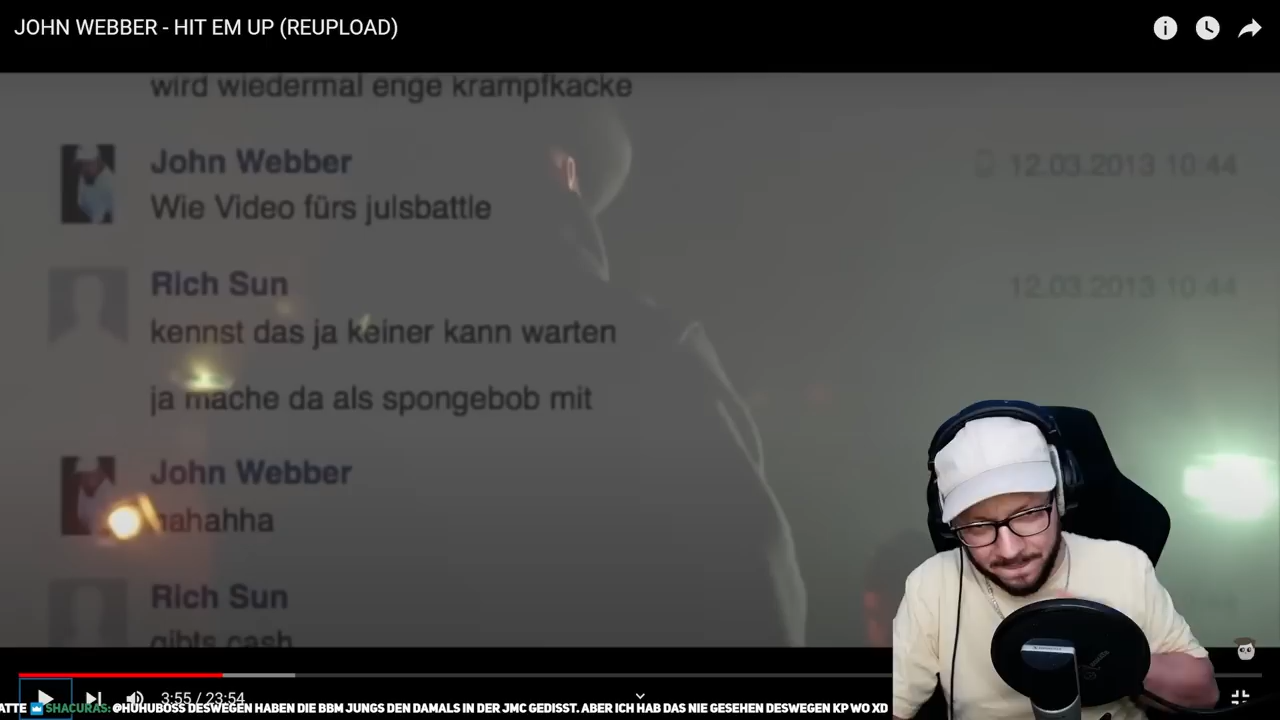 JOHN WEBBER - HIT EM UP (REUPLOAD)
wird wiedermal enge krampfkacke
John Webber
12.03.2013 10:44
Wie Video fürs julsbattle
Rich Sun
12.03.2013 10:44
kennst das ja keiner kann warten
ja mache da als spongebob mit
John Webber
hahahha
Rich Sun
gibts cash
3:55 / 23:54
ATTE SHACURAS: @HUHUBOSS DESWEGEN HABEN DIE BBM JUNGS DEN DAMALS IN DER JMC GEDISST. ABER ICH HAB DAS NIE GESEHEN DESWEGEN KP WO XD